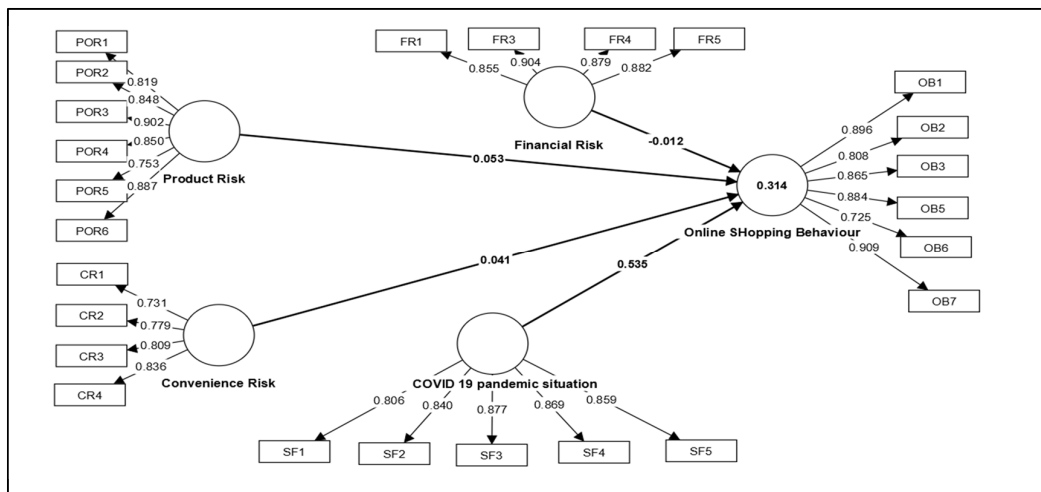 POR1
POR2
POR3
POR4
POR5
POR6
0.819
0.848
0.902
0.850
0.753
0.887
Product Risk
FR1
FR3
FR4
FR5
0.855
0.904
0.879
0.882
Financial Risk
-0.012
0.053
0.041
0.535
0.314
Online SHopping Behaviour
OB1
OB2
OB3
OB5
OB6
OB7
0.896
0.808
0.865
0.884
0.725
0.909
CR1
CR2
CR3
CR4
0.731
0.779
0.809
0.836
Convenience Risk
COVID 19 pandemic situation
0.806
0.840
0.877
0.869
0.859
SF1
SF2
SF3
SF4
SF5